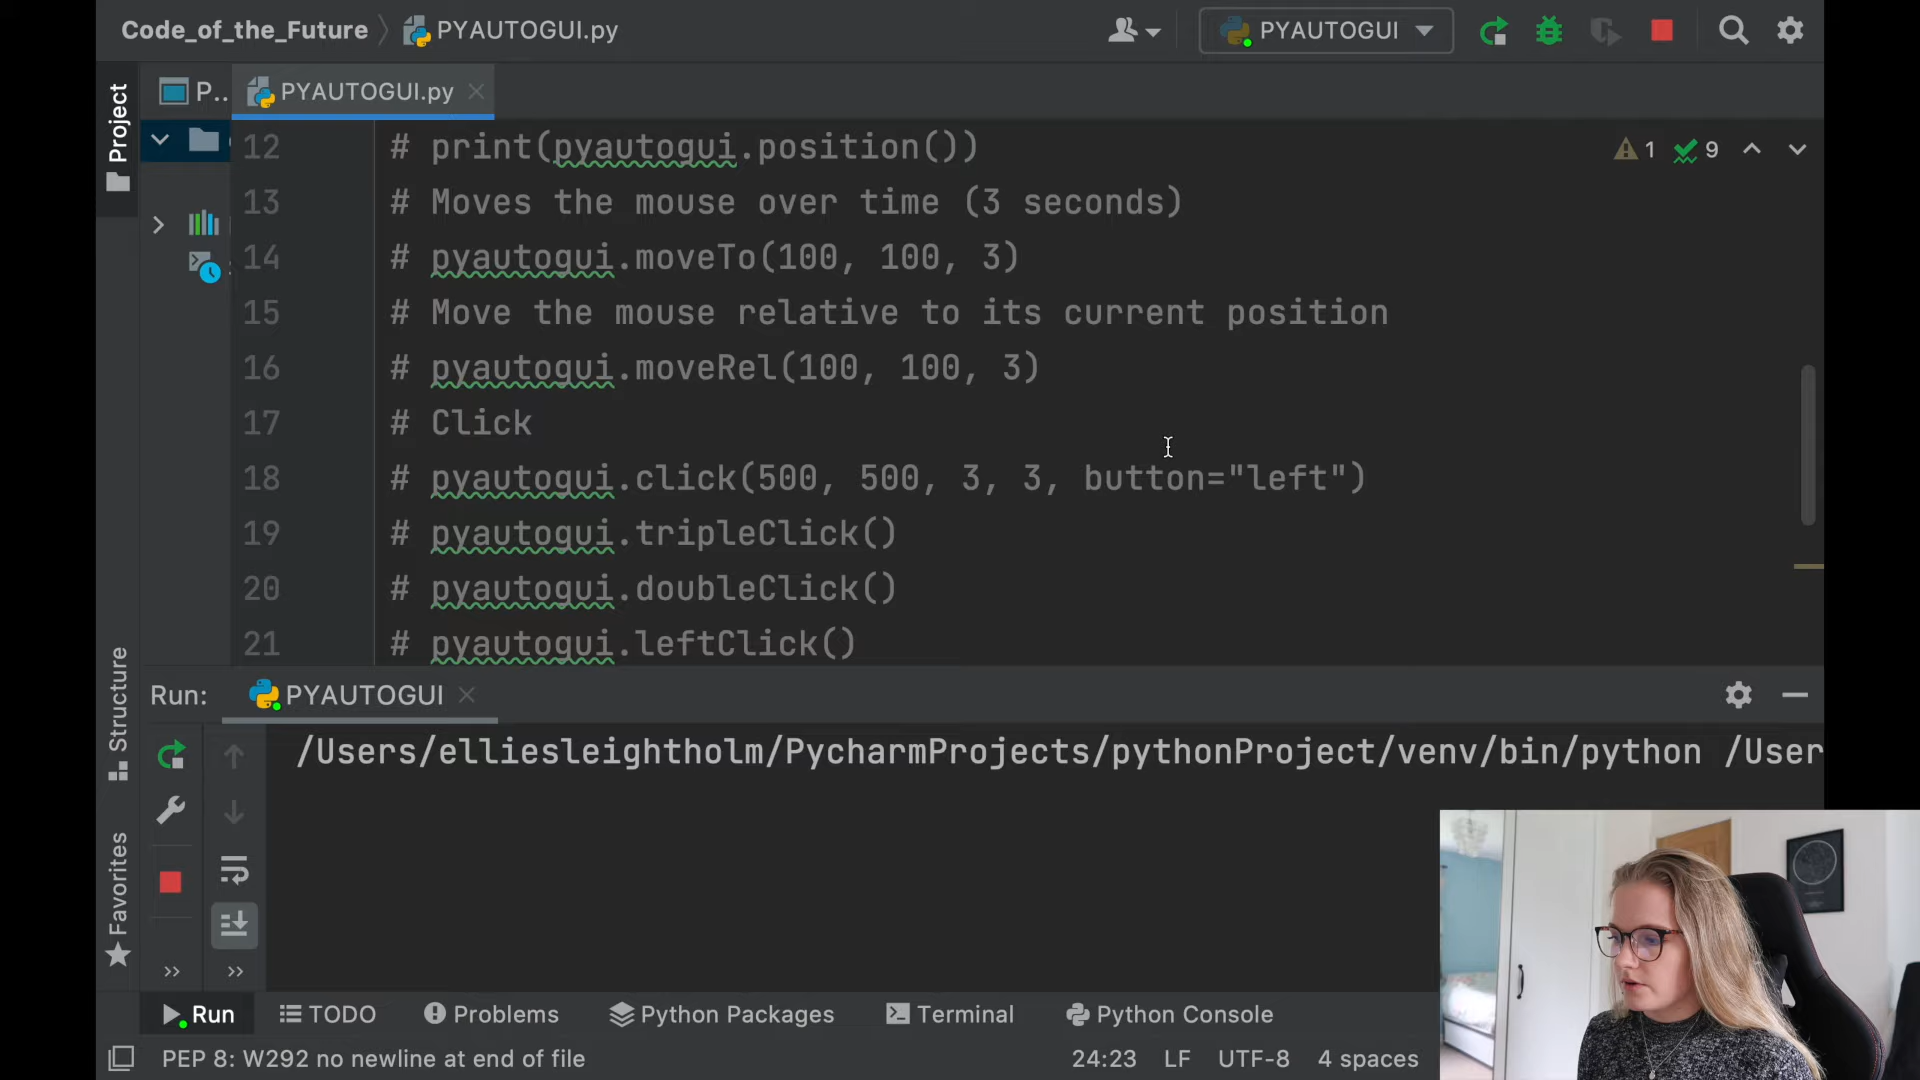 Code_of_the_Future PYAUTOGUI.py PYAUTOGUI
Project
P.. PYAUTOGUI.py
12 # print(pyautogui.position()) 1 9
13 # Moves the mouse over time (3 seconds)
14 # pyautogui.moveTo(100, 100, 3)
15 # Move the mouse relative to its current position
16 # pyautogui.moveRel(100, 100, 3)
17 # Click
18 # pyautogui.click(500, 500, 3, 3, button="left")
19 # pyautogui.tripleClick()
20 # pyautogui.doubleClick()
21 # pyautogui.leftClick()
Structure
Favorites
Run: PYAUTOGUI
/Users/elliesleightholm/PycharmProjects/pythonProject/venv/bin/python /User
Run TODO Problems Python Packages Terminal Python Console
PEP 8: W292 no newline at end of file 24:23 LF UTF-8 4 spaces